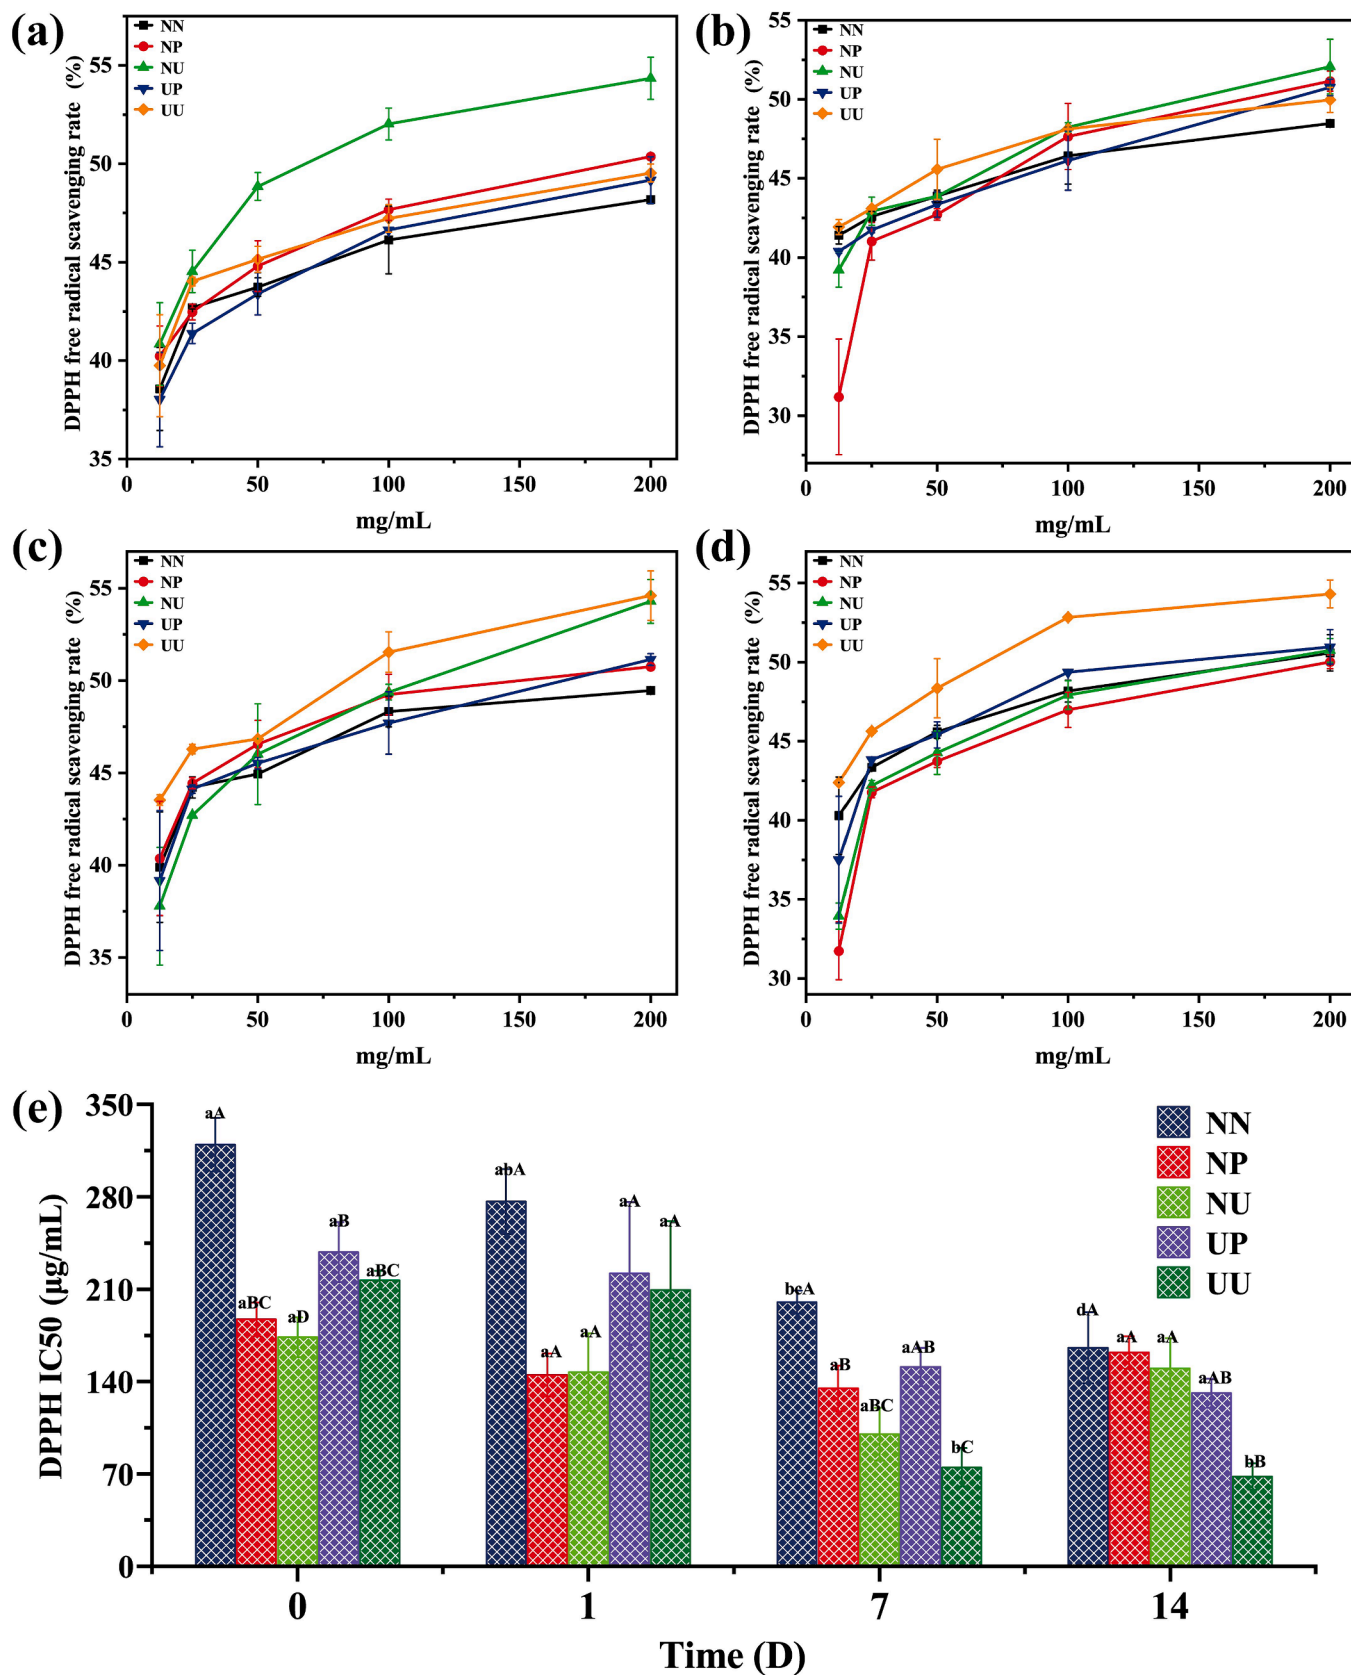 (a)
NN
NP
NU
UP
UU
DPPH free radical scavenging rate (%)
55
50
45
40
35
0 50 100 150 200
mg/mL
(b)
NN
NP
NU
UP
UU
DPPH free radical scavenging rate (%)
55
50
45
40
35
30
0 50 100 150 200
mg/mL
(c)
NN
NP
NU
UP
UU
DPPH free radical scavenging rate (%)
55
50
45
40
35
0 50 100 150 200
mg/mL
(d)
NN
NP
NU
UP
UU
DPPH free radical scavenging rate (%)
55
50
45
40
35
30
0 50 100 150 200
mg/mL
(e)
DPPH IC50 (μg/mL)
350
280
210
140
70
0
NN
NP
NU
UP
UU
aA aBC aD aB aBC
abA aA aA aA aA
bcA aB aBC aAB bC
dA aA aA aAB bB
0 1 7 14
Time (D)